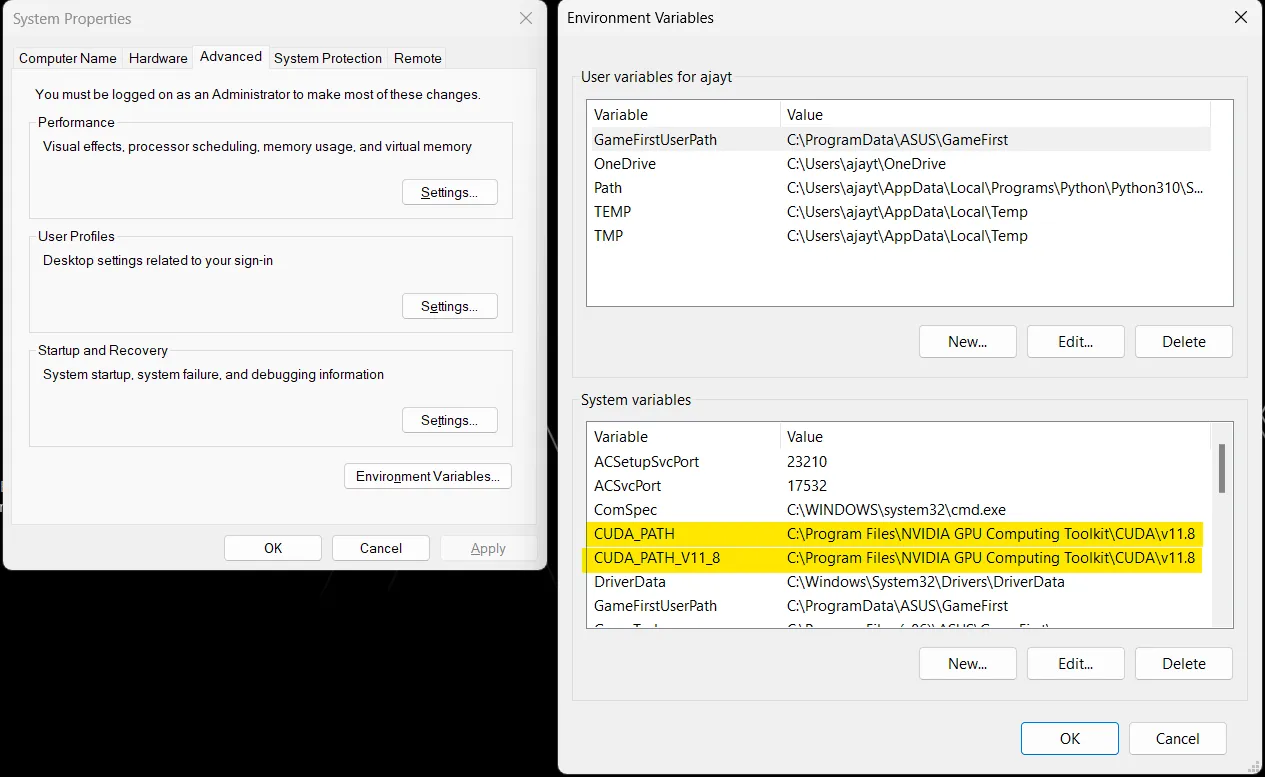 System Properties
Computer Name Hardware Advanced System Protection Remote
You must be logged on as an Administrator to make most of these changes.
Performance
Visual effects, processor scheduling, memory usage, and virtual memory
Settings...
User Profiles
Desktop settings related to your sign-in
Settings...
Startup and Recovery
System startup, system failure, and debugging information
Settings...
Environment Variables...
OK Cancel Apply
Environment Variables
User variables for ajayt
Variable Value
GameFirstUserPath C:\ProgramData\ASUS\GameFirst
OneDrive C:\Users\ajayt\OneDrive
Path C:\Users\ajayt\AppData\Local\Programs\Python\Python310\S...
TEMP C:\Users\ajayt\AppData\Local\Temp
TMP C:\Users\ajayt\AppData\Local\Temp
New... Edit... Delete
System variables
Variable Value
ACSetupSvcPort 23210
ACSvcPort 17532
ComSpec C:\WINDOWS\system32\cmd.exe
CUDA_PATH C:\Program Files\NVIDIA GPU Computing Toolkit\CUDA\v11.8
CUDA_PATH_V11_8 C:\Program Files\NVIDIA GPU Computing Toolkit\CUDA\v11.8
DriverData C:\Windows\System32\Drivers\DriverData
GameFirstUserPath C:\ProgramData\ASUS\GameFirst
New... Edit... Delete
OK Cancel